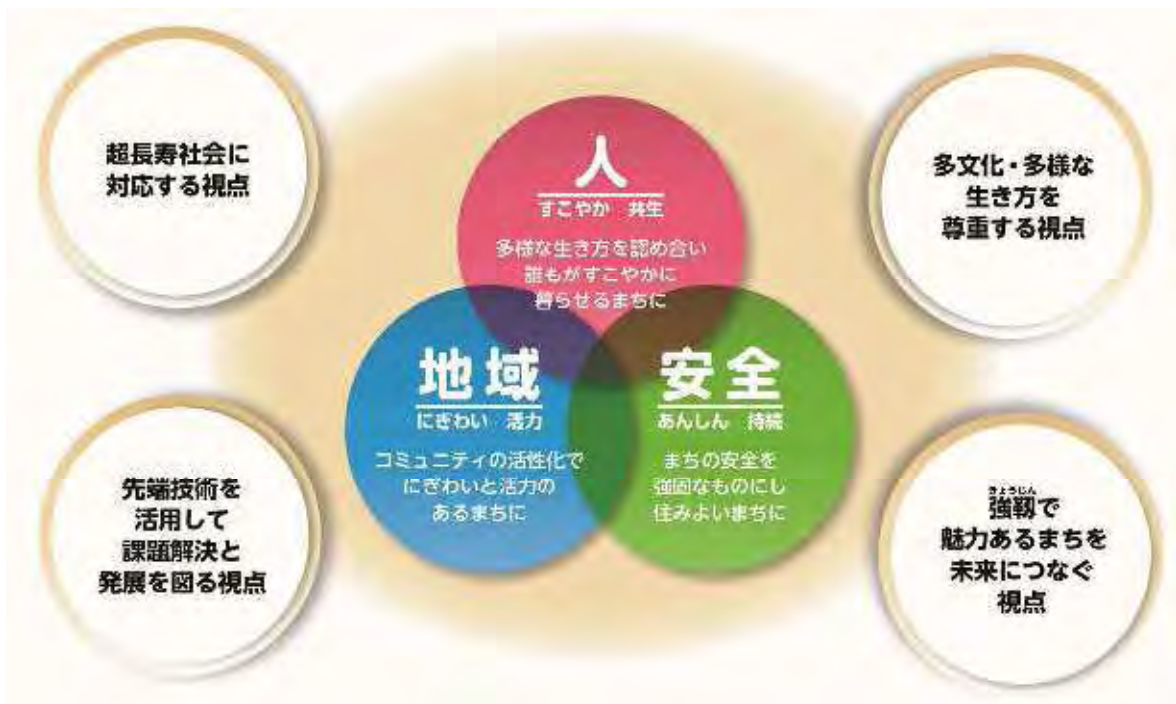 超長寿社会に
対応する視点
多文化・多様な
生き方を
尊重する視点
人
すこやか 共生
多様な生き方を認め合い
誰もがすこやかに
暮らせるまちに
地域
にぎわい 活力
コミュニティの活性化で
にぎわいと活力の
あるまちに
安全
あんしん 持続
まちの安全を
強固なものにし
住みよいまちに
先端技術を
活用して
課題解決と
発展を図る視点
きょうじん
強靱で
魅力あるまちを
未来につなぐ
視点